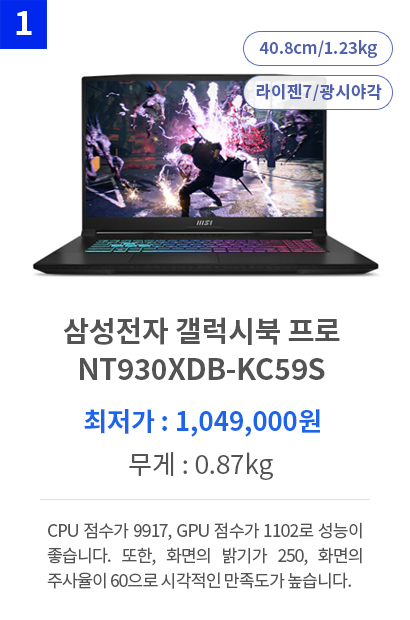 1
40.8cm/1.23kg
라이젠7/광시야각
msi
삼성전자 갤럭시북 프로
NT930XDB-KC59S
최저가 : 1,049,000원
무게 : 0.87kg
CPU 점수가 9917, GPU 점수가 1102로 성능이
좋습니다. 또한, 화면의 밝기가 250, 화면의
주사율이 60으로 시각적인 만족도가 높습니다.